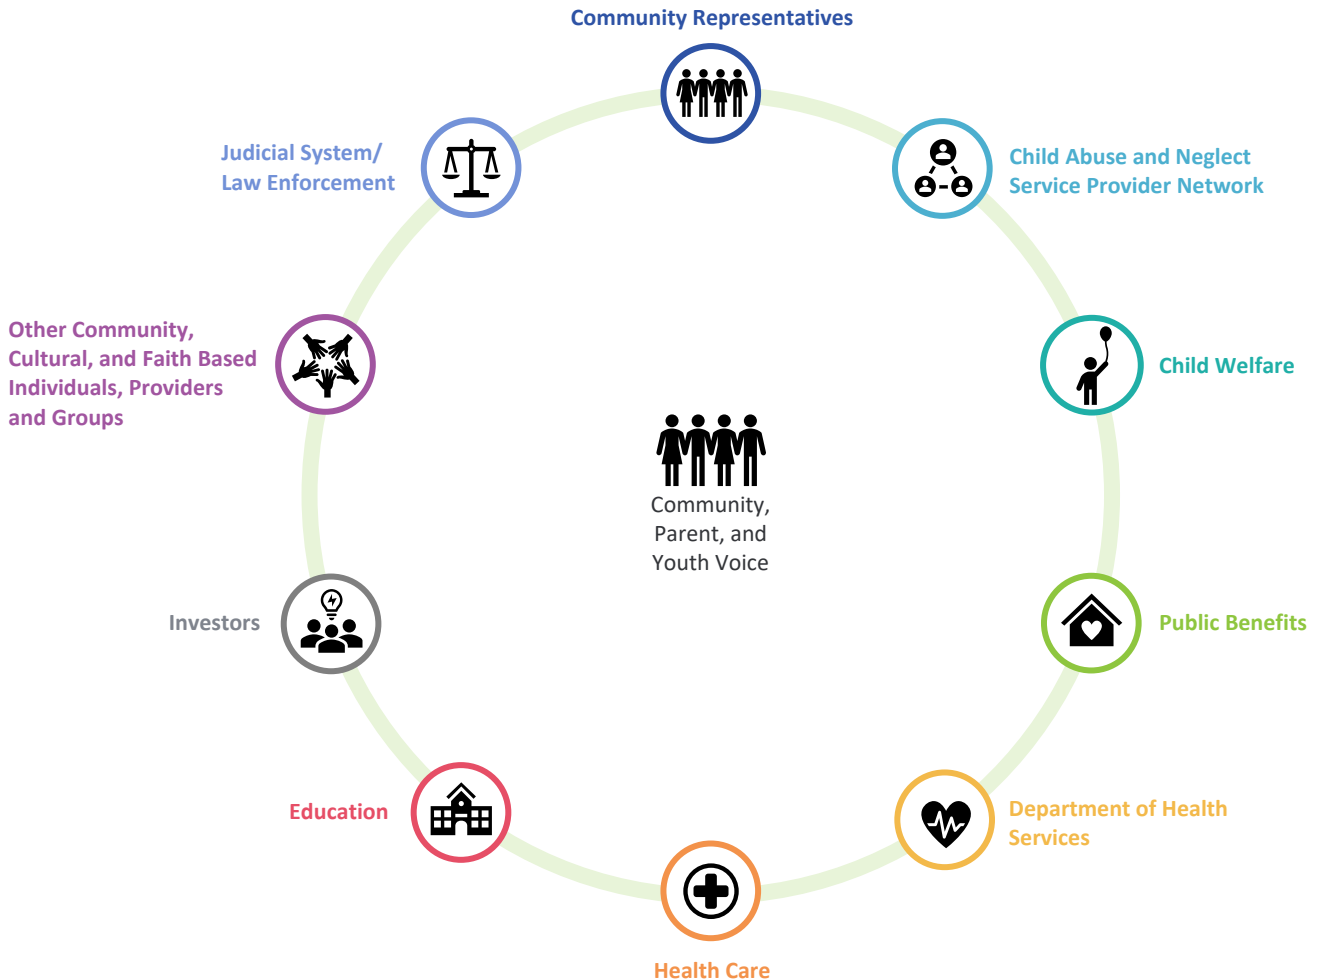 Community Representatives
Child Abuse and Neglect
Service Provider Network
Child Welfare
Public Benefits
Department of Health
Services
Health Care
Education
Investors
Other Community,
Cultural, and Faith Based
Individuals, Providers
and Groups
Judicial System/
Law Enforcement
Community,
Parent, and
Youth Voice